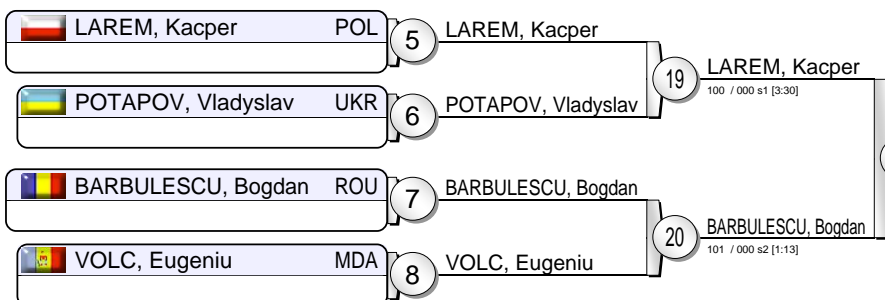 LAREM, Kacper POL
5
LAREM, Kacper
POTAPOV, Vladyslav UKR
6
POTAPOV, Vladyslav
19
LAREM, Kacper
100 / 000 s1 [3:30]
BARBULESCU, Bogdan ROU
7
BARBULESCU, Bogdan
VOLC, Eugeniu MDA
8
VOLC, Eugeniu
20
BARBULESCU, Bogdan
101 / 000 s2 [1:13]